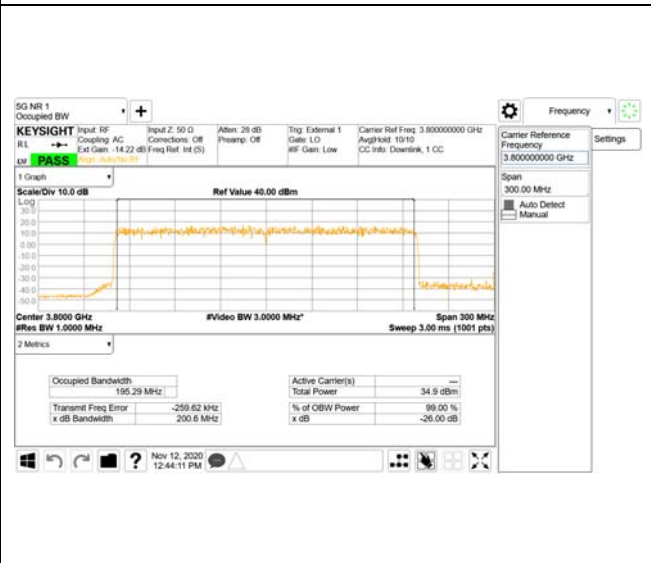 5G NR 1
Occupied BW
Frequency
KEYSIGHT
RL
PASS
Input: RF
Coupling: AC
Ext Gain: -14.22 dB
Align: Auto/No RF
Input Z: 50 Ω
Corrections: Off
Freq Ref: Int (S)
Atten: 28 dB
Preamp: Off
Trig: External 1
Gate: LO
#IF Gain: Low
Carrier Ref Freq: 3.800000000 GHz
Avg|Hold: 10/10
CC Info: Downlink, 1 CC
Carrier Reference
Frequency
3.800000000 GHz
Settings
Span
300.00 MHz
Auto Detect
Manual
1 Graph
Scale/Div 10.0 dB
Ref Value 40.00 dBm
Log
30.0
20.0
10.0
0.00
-10.0
-20.0
-30.0
-40.0
-50.0
Center 3.8000 GHz
#Video BW 3.0000 MHz*
Span 300 MHz
#Res BW 1.0000 MHz
Sweep 3.00 ms (1001 pts)
2 Metrics
Occupied Bandwidth
195.29 MHz
Transmit Freq Error -259.62 kHz
x dB Bandwidth 200.6 MHz
Active Carrier(s) ---
Total Power 34.9 dBm
% of OBW Power 99.00 %
x dB -26.00 dB
Nov 12, 2020
12:44:11 PM